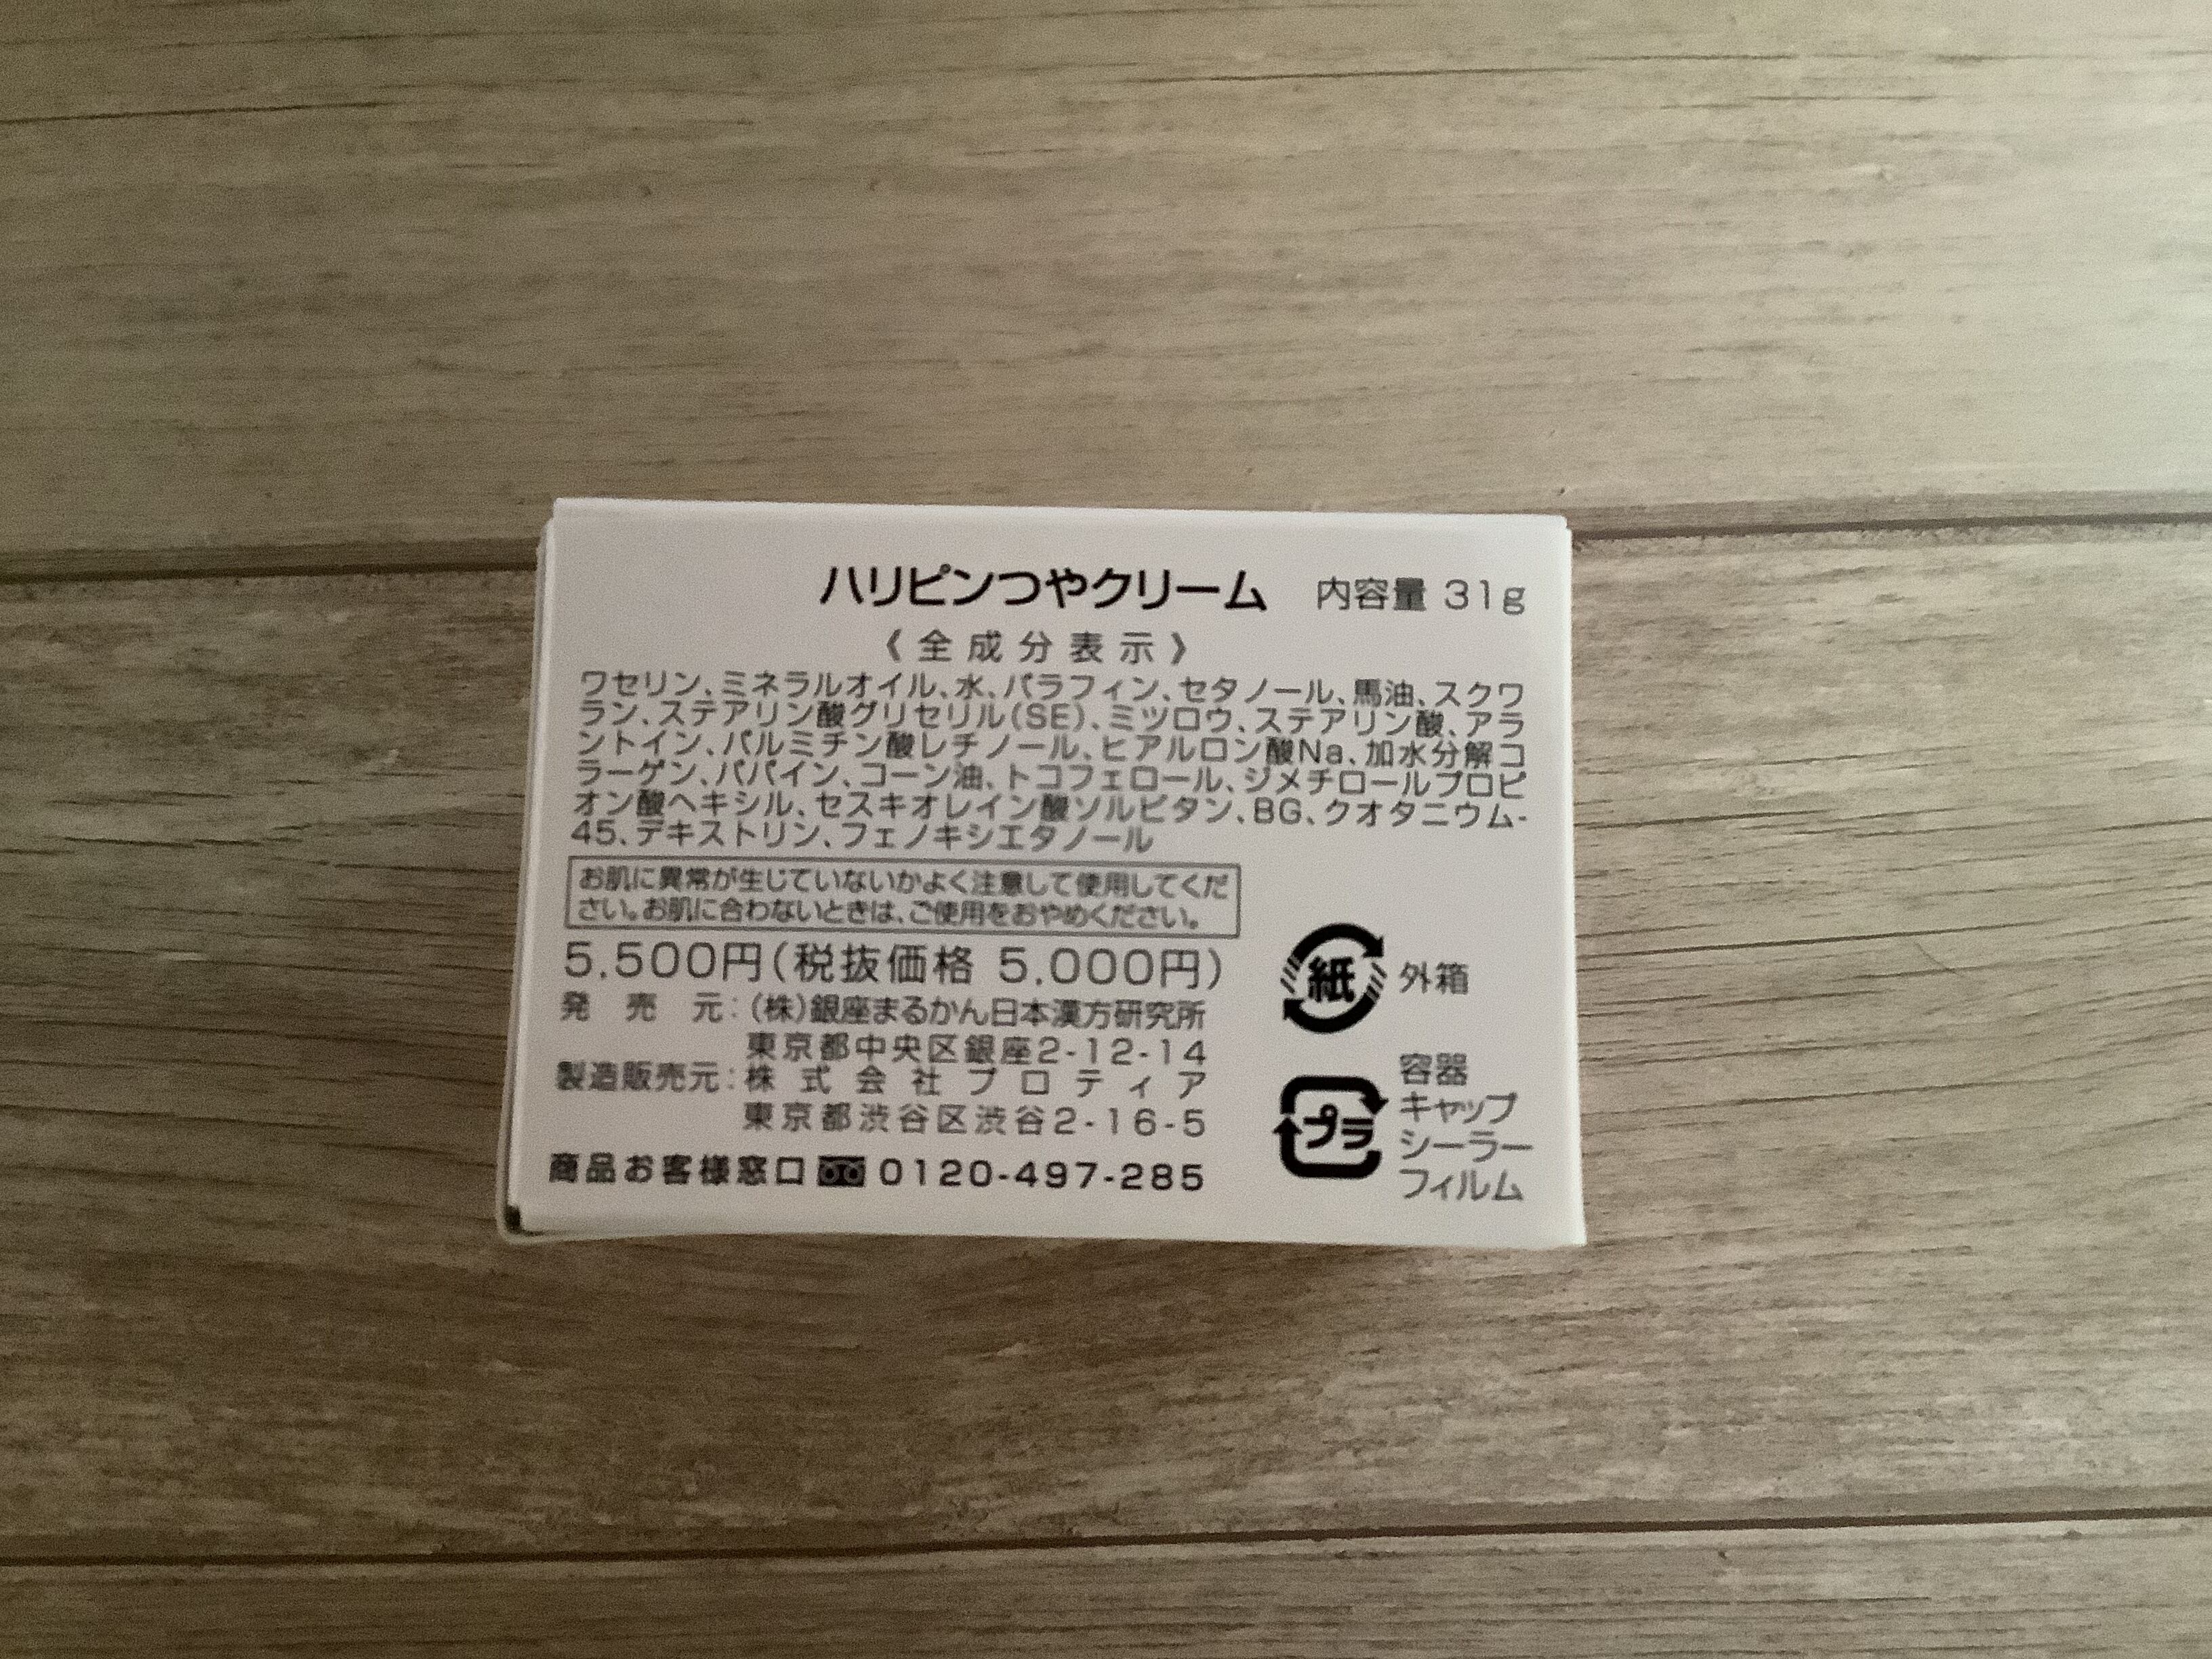 ハリピンつやクリーム 内容量 31g
《全成分表示》
ワセリン、ミネラルオイル、水、パラフィン、セタノール、馬油、スクワ
ラン、ステアリン酸グリセリル(SE)、ミツロウ、ステアリン酸、アラ
ントイン、パルミチン酸レチノール、ヒアルロン酸Na、加水分解コ
ラーゲン、パパイン、コーン油、トコフェロール、ジメチロールプロピ
オン酸ヘキシル、セスキオレイン酸ソルビタン、BG、クオタニウム-
45、デキストリン、フェノキシエタノール
お肌に異常が生じていないかよく注意して使用してくだ
さい。お肌に合わないときは、ご使用をおやめください。
5,500円(税抜価格 5,000円)
発売元:(株)銀座まるかん日本漢方研究所
東京都中央区銀座2-12-14
製造販売元:株式会社プロティア
東京都渋谷区渋谷2-16-5
商品お客様窓口 0120-497-285
紙 外箱
プラ
容器
キャップ
シーラー
フィルム